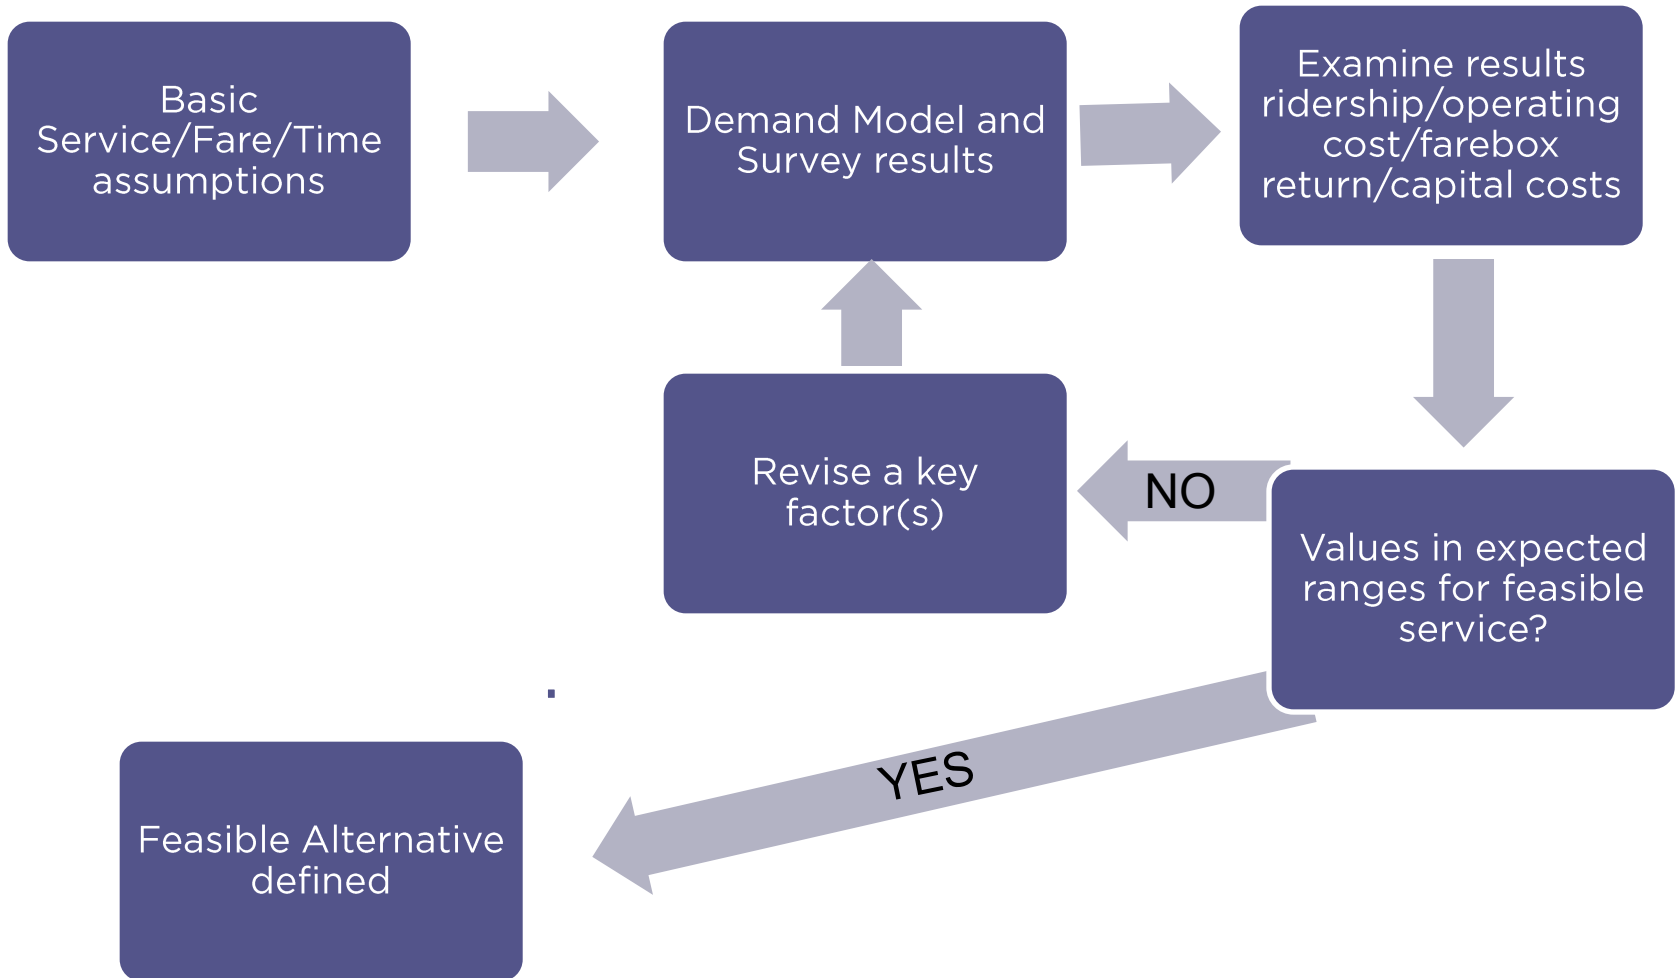 Basic
Service/Fare/Time
assumptions
Demand Model and
Survey results
Examine results
ridership/operating
cost/farebox
return/capital costs
Values in expected
ranges for feasible
service?
NO
Revise a key
factor(s)
YES
Feasible Alternative
defined
.